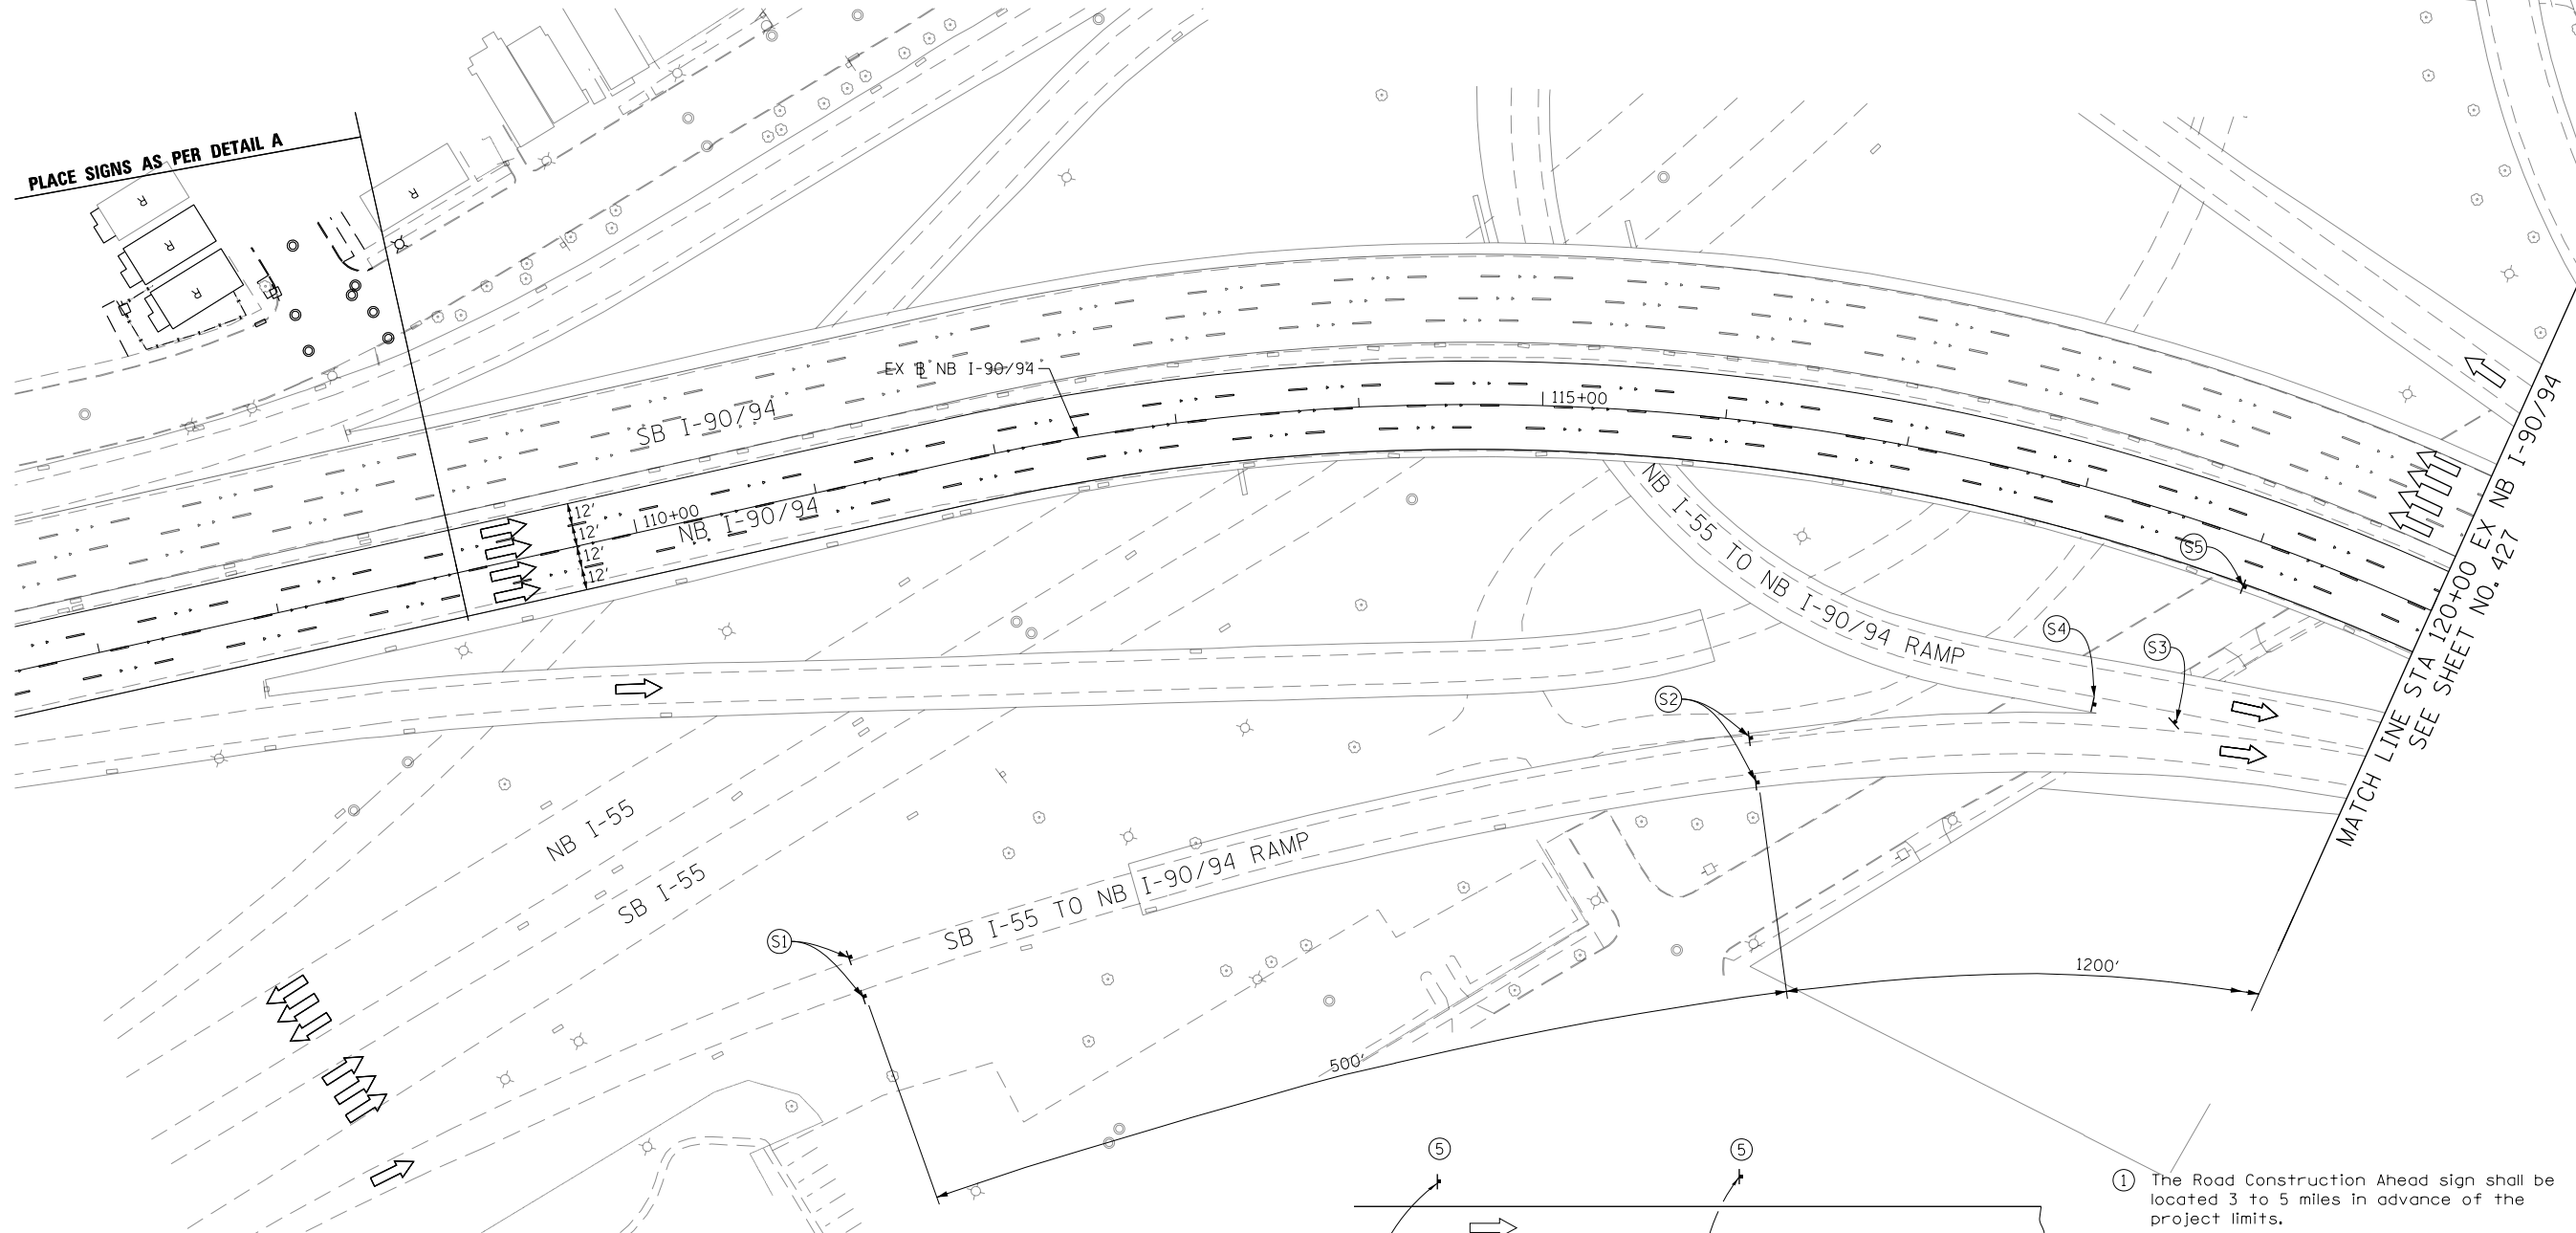 PLACE SIGNS AS PER DETAIL A
R
R
R
R
EX B NB I-90/94
SB I-90/94
115+00
110+00
NB I-90/94
12'
12'
12'
12'
NB I-55 TO NB I-90/94 RAMP
S5
S4
S3
S2
MATCH LINE STA 120+00 EX NB I-90/94
SEE SHEET NO. 427
NB I-55
SB I-55
SB I-55 TO NB I-90/94 RAMP
S1
1200'
500'
5
5
1 The Road Construction Ahead sign shall be
located 3 to 5 miles in advance of the
project limits.